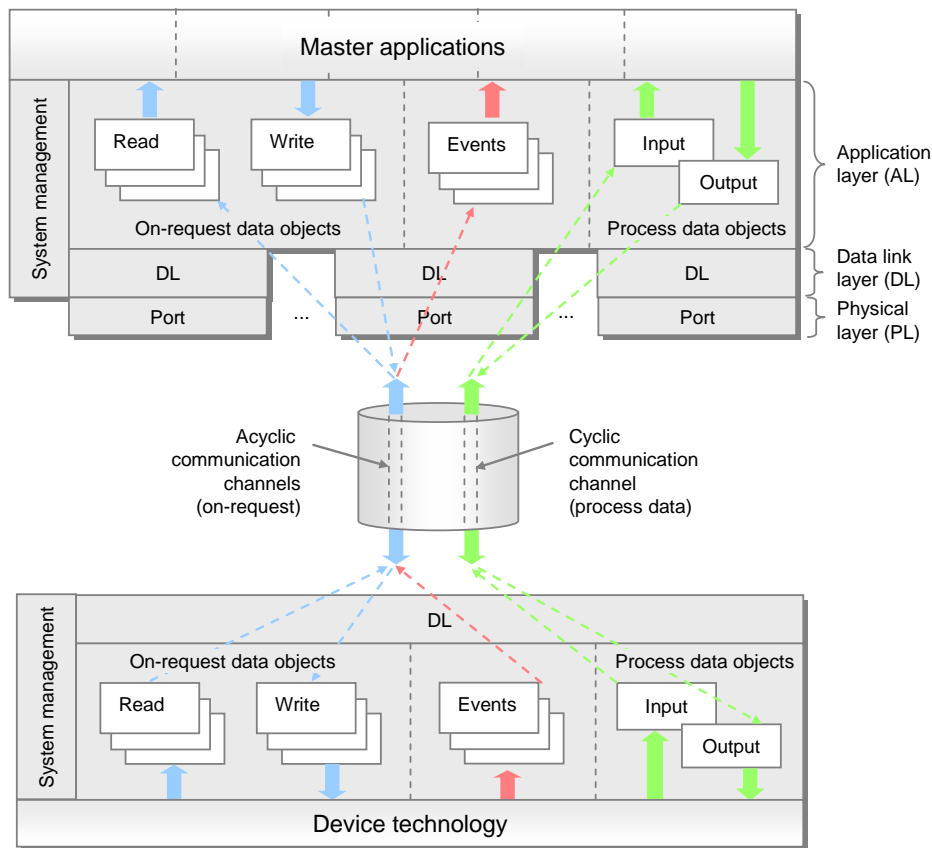 Master applications
System management
Read
Write
Events
Input
Output
On-request data objects
Process data objects
Application
layer (AL)
DL
DL
DL
Data link
layer (DL)
Port
...
Port
...
Port
Physical
layer (PL)
Acyclic
communication
channels
(on-request)
Cyclic
communication
channel
(process data)
System management
DL
On-request data objects
Process data objects
Read
Write
Events
Input
Output
Device technology